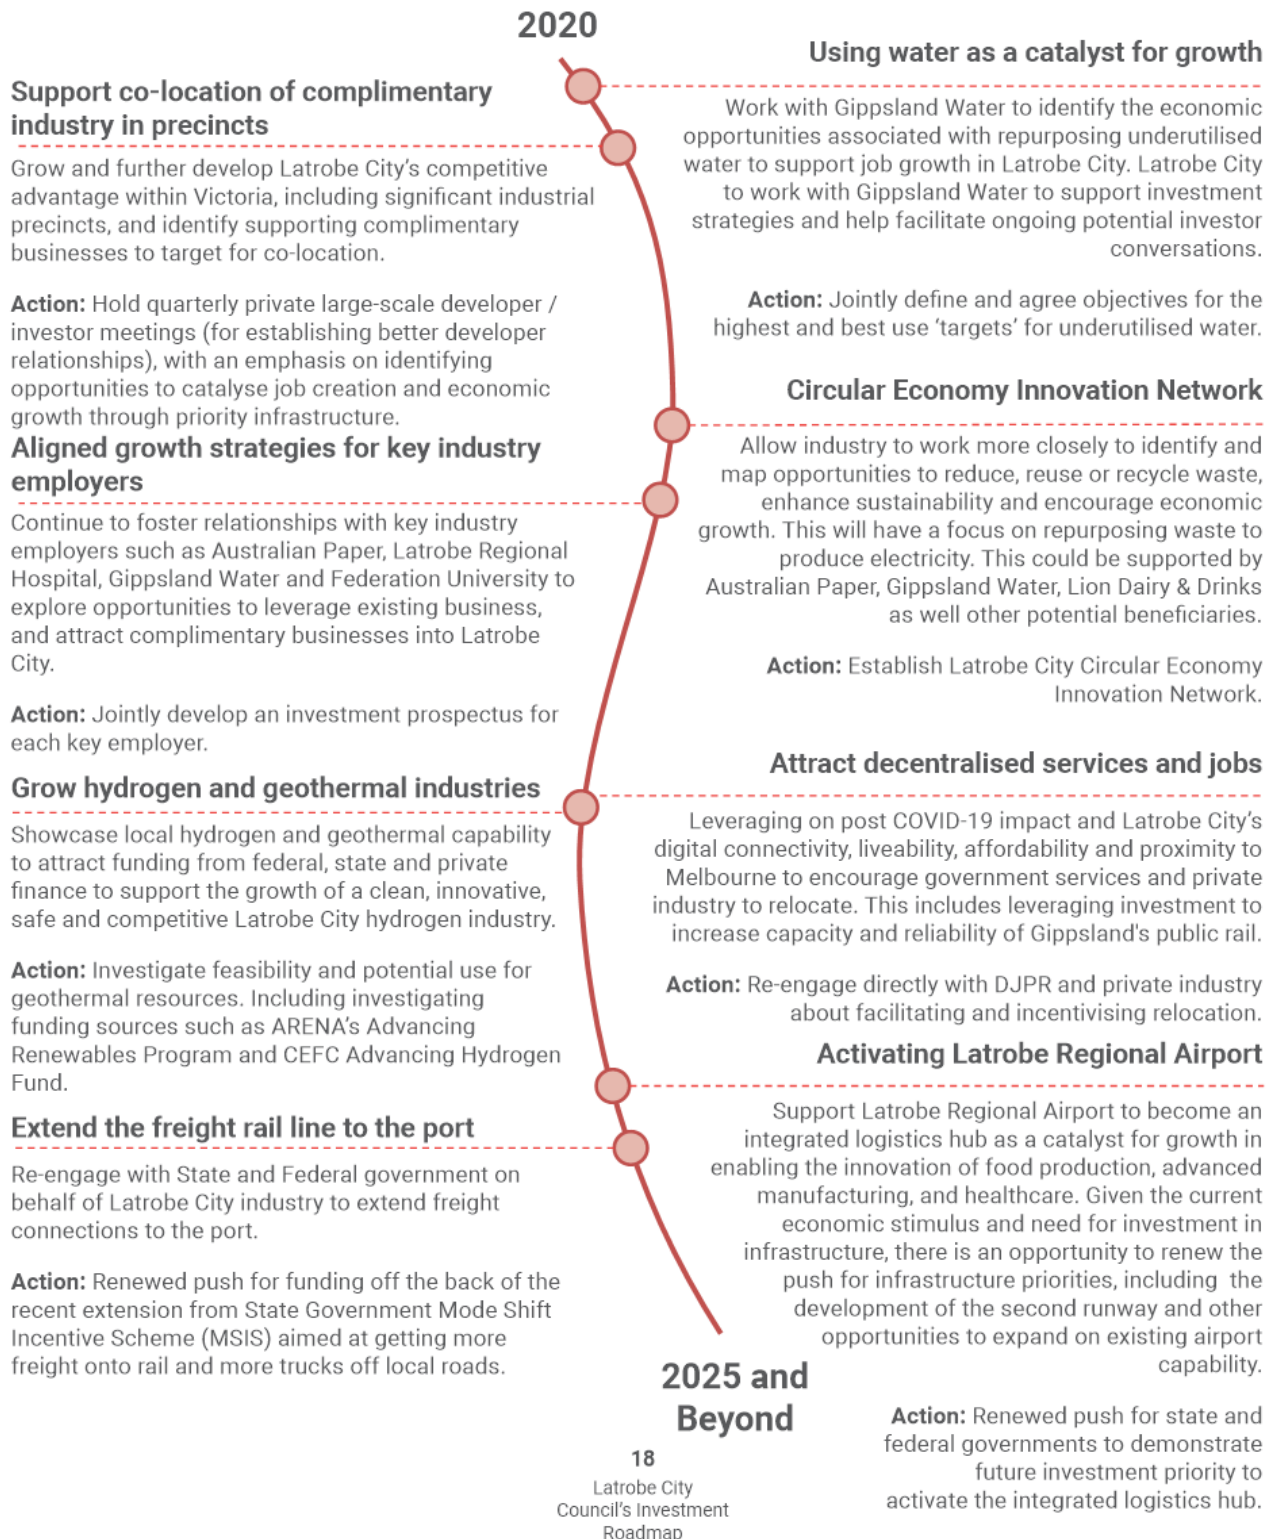 2020
Using water as a catalyst for growth
Work with Gippsland Water to identify the economic
opportunities associated with repurposing underutilised
water to support job growth in Latrobe City. Latrobe City
to work with Gippsland Water to support investment
strategies and help facilitate ongoing potential investor
conversations.
Action: Jointly define and agree objectives for the
highest and best use ‘targets’ for underutilised water.
Support co-location of complimentary
industry in precincts
Grow and further develop Latrobe City’s competitive
advantage within Victoria, including significant industrial
precincts, and identify supporting complimentary
businesses to target for co-location.
Action: Hold quarterly private large-scale developer /
investor meetings (for establishing better developer
relationships), with an emphasis on identifying
opportunities to catalyse job creation and economic
growth through priority infrastructure.
Circular Economy Innovation Network
Allow industry to work more closely to identify and
map opportunities to reduce, reuse or recycle waste,
enhance sustainability and encourage economic
growth. This will have a focus on repurposing waste to
produce electricity. This could be supported by
Australian Paper, Gippsland Water, Lion Dairy & Drinks
as well other potential beneficiaries.
Action: Establish Latrobe City Circular Economy
Innovation Network.
Aligned growth strategies for key industry
employers
Continue to foster relationships with key industry
employers such as Australian Paper, Latrobe Regional
Hospital, Gippsland Water and Federation University to
explore opportunities to leverage existing business,
and attract complimentary businesses into Latrobe
City.
Action: Jointly develop an investment prospectus for
each key employer.
Attract decentralised services and jobs
Leveraging on post COVID-19 impact and Latrobe City’s
digital connectivity, liveability, affordability and proximity to
Melbourne to encourage government services and private
industry to relocate. This includes leveraging investment to
increase capacity and reliability of Gippsland's public rail.
Action: Re-engage directly with DJPR and private industry
about facilitating and incentivising relocation.
Grow hydrogen and geothermal industries
Showcase local hydrogen and geothermal capability
to attract funding from federal, state and private
finance to support the growth of a clean, innovative,
safe and competitive Latrobe City hydrogen industry.
Action: Investigate feasibility and potential use for
geothermal resources. Including investigating
funding sources such as ARENA’s Advancing
Renewables Program and CEFC Advancing Hydrogen
Fund.
Activating Latrobe Regional Airport
Support Latrobe Regional Airport to become an
integrated logistics hub as a catalyst for growth in
enabling the innovation of food production, advanced
manufacturing, and healthcare. Given the current
economic stimulus and need for investment in
infrastructure, there is an opportunity to renew the
push for infrastructure priorities, including the
development of the second runway and other
opportunities to expand on existing airport
capability.
Action: Renewed push for state and
federal governments to demonstrate
future investment priority to
activate the integrated logistics hub.
Extend the freight rail line to the port
Re-engage with State and Federal government on
behalf of Latrobe City industry to extend freight
connections to the port.
Action: Renewed push for funding off the back of the
recent extension from State Government Mode Shift
Incentive Scheme (MSIS) aimed at getting more
freight onto rail and more trucks off local roads.
2025 and
Beyond
18
Latrobe City
Council’s Investment
Roadmap